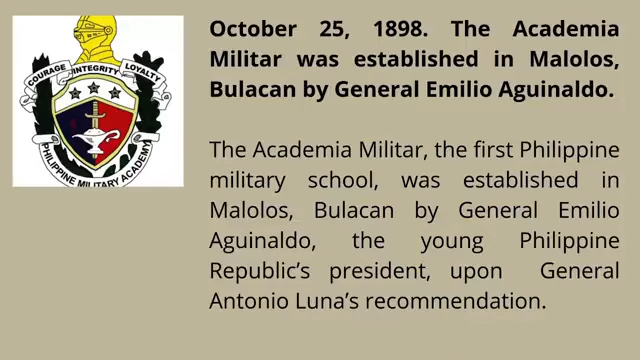 COURAGE INTEGRITY LOYALTY
PHILIPPINE MILITARY ACADEMY
October 25, 1898. The Academia
Militar was established in Malolos,
Bulacan by General Emilio Aguinaldo.
The Academia Militar, the first Philippine
military school, was established in
Malolos, Bulacan by General Emilio
Aguinaldo, the young Philippine
Republic’s president, upon General
Antonio Luna’s recommendation.